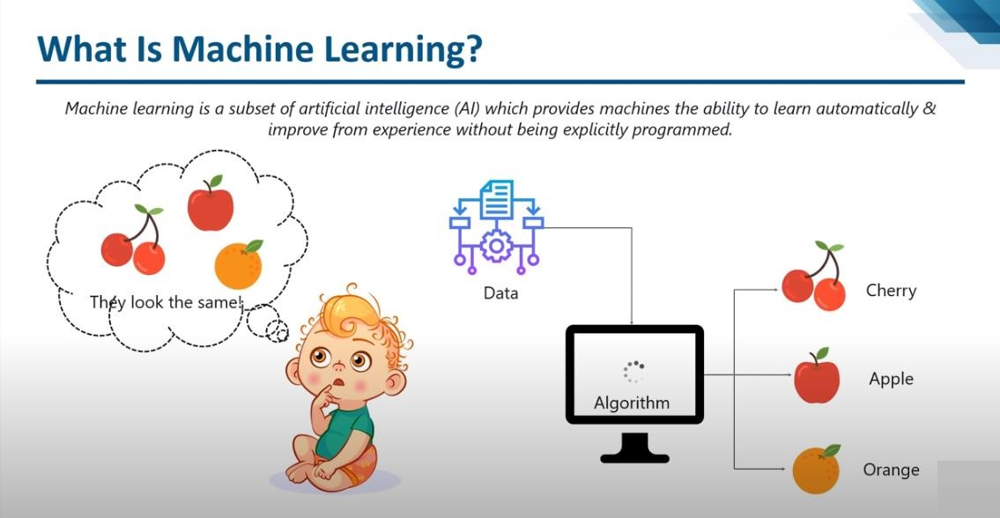 What Is Machine Learning?
Machine learning is a subset of artificial intelligence (AI) which provides machines the ability to learn automatically &
improve from experience without being explicitly programmed.
They look the same!
Data
Algorithm
Cherry
Apple
Orange